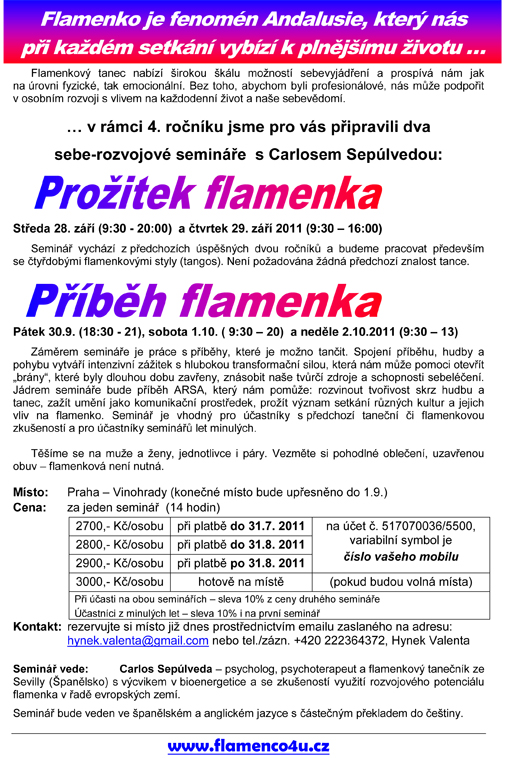 Flamenko je fenomén Andalusie, který nás
při každém setkání vybízí k plnějšímu životu ...
Flamenkový tanec nabízí širokou škálu možností sebevyjádření a prospívá nám jak
na úrovni fyzické, tak emocionální. Bez toho, abychom byli profesionálové, nás může podpořit
v osobním rozvoji s vlivem na každodenní život a naše sebevědomí.
… v rámci 4. ročníku jsme pro vás připravili dva
sebe-rozvojové semináře s Carlosem Sepúlvedou:
Prožitek flamenka
Středa 28. září (9:30 - 20:00) a čtvrtek 29. září 2011 (9:30 – 16:00)
Seminář vychází z předchozích úspěšných dvou ročníků a budeme pracovat především
se čtyřdobými flamenkovými styly (tangos). Není požadována žádná předchozí znalost tance.
Příběh flamenka
Pátek 30.9. (18:30 - 21), sobota 1.10. ( 9:30 – 20) a neděle 2.10.2011 (9:30 – 13)
Záměrem semináře je práce s příběhy, které je možno tančit. Spojení příběhu, hudby a
pohybu vytváří intenzivní zážitek s hlubokou transformační silou, která nám může pomoci otevřít
„brány“, které byly dlouhou dobu zavřeny, znásobit naše tvůrčí zdroje a schopnosti sebeléčení.
Jádrem semináře bude příběh ARSA, který nám pomůže: rozvinout tvořivost skrz hudbu a
tanec, zažít umění jako komunikační prostředek, prožít význam setkání různých kultur a jejich
vliv na flamenko. Seminář je vhodný pro účastníky s předchozí taneční či flamenkovou
zkušeností a pro účastníky seminářů let minulých.
Těšíme se na muže a ženy, jednotlivce i páry. Vezměte si pohodlné oblečení, uzavřenou
obuv – flamenková není nutná.
Místo: Praha – Vinohrady (konečné místo bude upřesněno do 1.9.)
Cena: za jeden seminář (14 hodin)
2700,- Kč/osobu při platbě do 31.7. 2011 na účet č. 517070036/5500,
2800,- Kč/osobu při platbě do 31.8. 2011 variabilní symbol je
2900,- Kč/osobu při platbě po 31.8. 2011 číslo vašeho mobilu
3000,- Kč/osobu hotově na místě (pokud budou volná místa)
Při účasti na obou seminářích – sleva 10% z ceny druhého semináře
Účastníci z minulých let – sleva 10% i na první seminář
Kontakt: rezervujte si místo již dnes prostřednictvím emailu zaslaného na adresu:
hynek.valenta@gmail.com nebo tel./zázn. +420 222364372, Hynek Valenta
Seminář vede: Carlos Sepúlveda – psycholog, psychoterapeut a flamenkový tanečník ze
Sevilly (Španělsko) s výcvikem v bioenergetice a se zkušeností využití rozvojového potenciálu
flamenka v řadě evropských zemí.
Seminář bude veden ve španělském a anglickém jazyce s částečným překladem do češtiny.
www.flamenco4u.cz